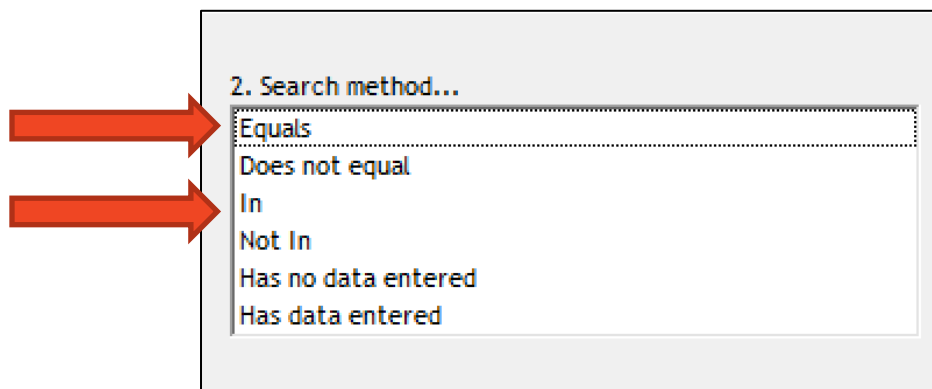 2. Search method...
Equals
Does not equal
In
Not In
Has no data entered
Has data entered